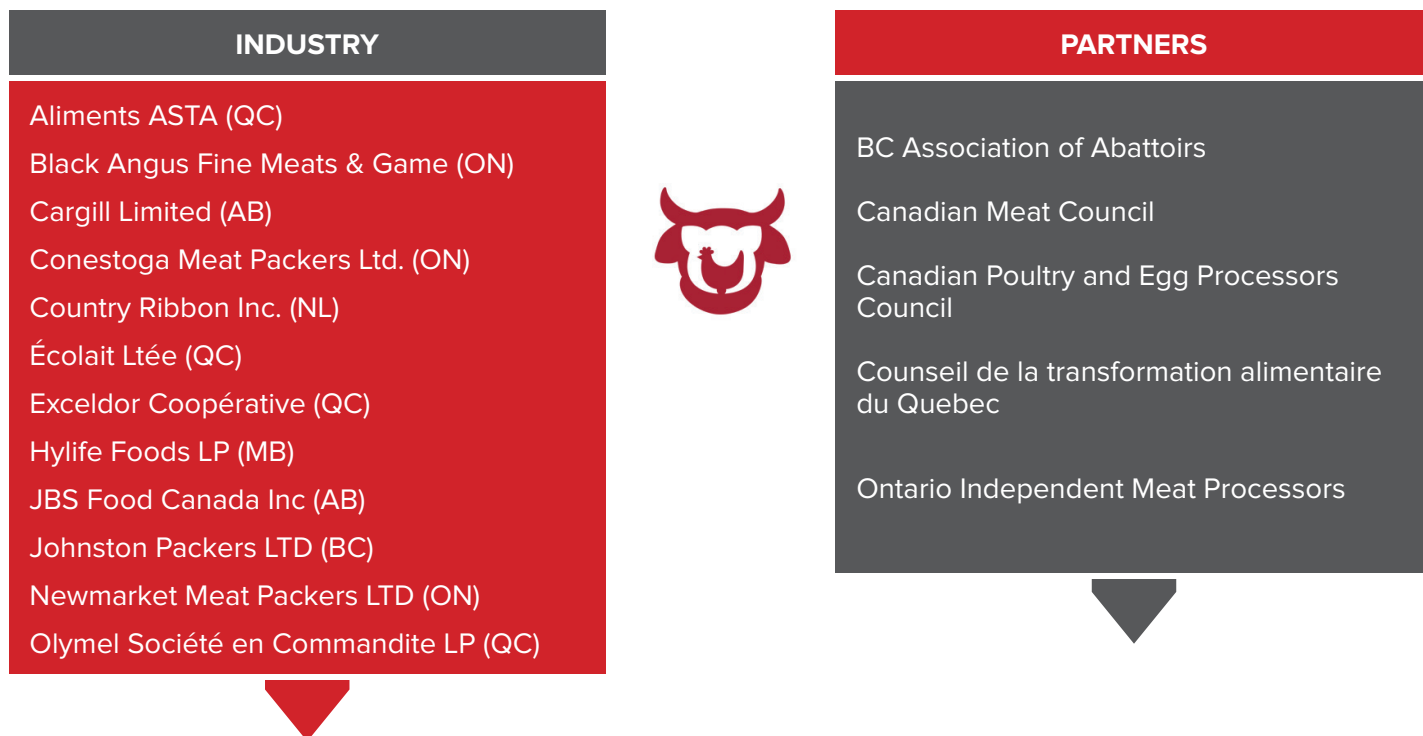 INDUSTRY
Aliments ASTA (QC)
Black Angus Fine Meats & Game (ON)
Cargill Limited (AB)
Conestoga Meat Packers Ltd. (ON)
Country Ribbon Inc. (NL)
Écolait Ltée (QC)
Exceldor Coopérative (QC)
Hylife Foods LP (MB)
JBS Food Canada Inc (AB)
Johnston Packers LTD (BC)
Newmarket Meat Packers LTD (ON)
Olymel Société en Commandite LP (QC)
PARTNERS
BC Association of Abattoirs
Canadian Meat Council
Canadian Poultry and Egg Processors
Council
Counseil de la transformation alimentaire
du Quebec
Ontario Independent Meat Processors